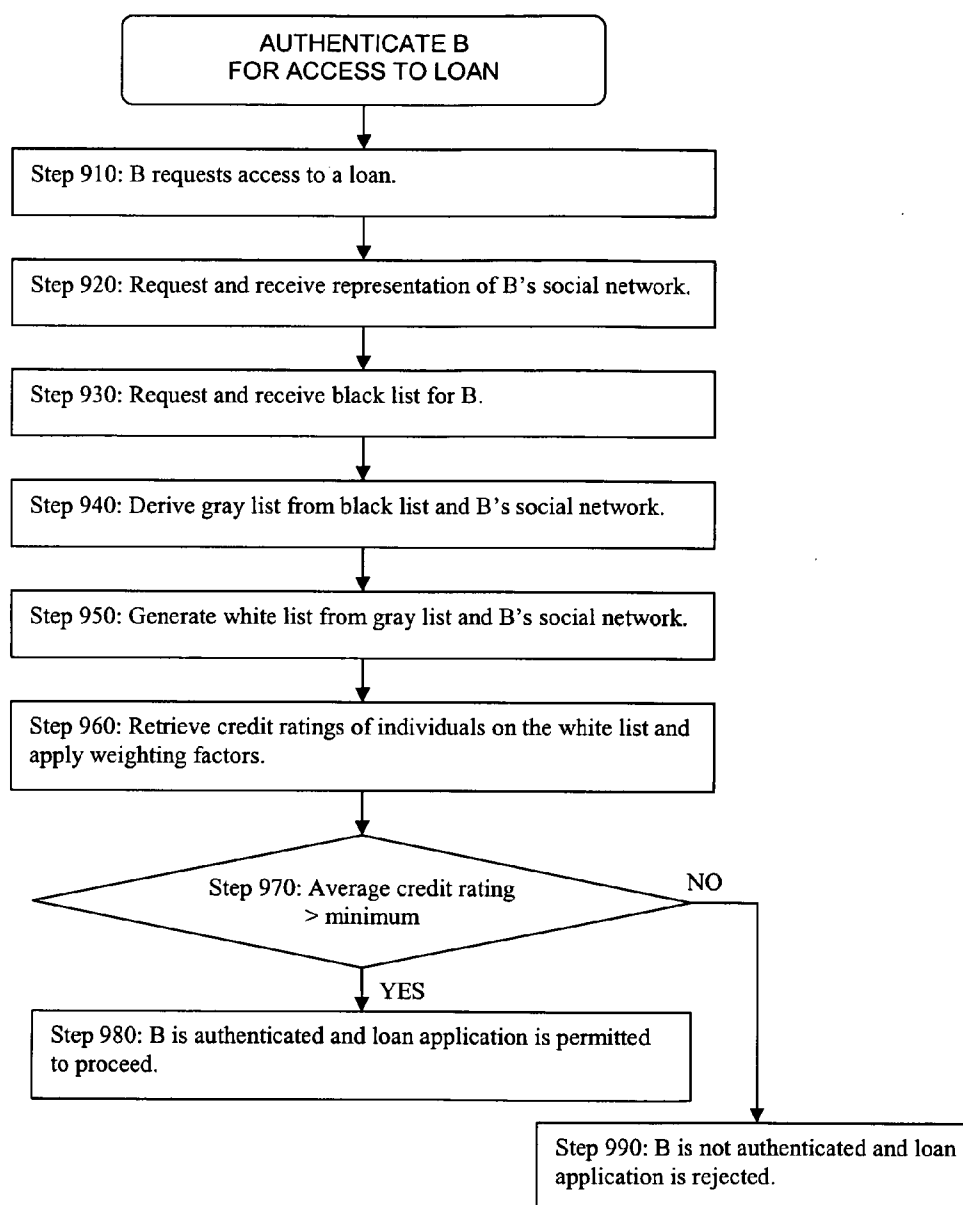 AUTHENTICATE B
FOR ACCESS TO LOAN
Step 910: B requests access to a loan.
Step 920: Request and receive representation of B's social network.
Step 930: Request and receive black list for B.
Step 940: Derive gray list from black list and B's social network.
Step 950: Generate white list from gray list and B's social network.
Step 960: Retrieve credit ratings of individuals on the white list and
apply weighting factors.
Step 970: Average credit rating
> minimum
NO
YES
Step 980: B is authenticated and loan application is permitted
to proceed.
Step 990: B is not authenticated and loan
application is rejected.